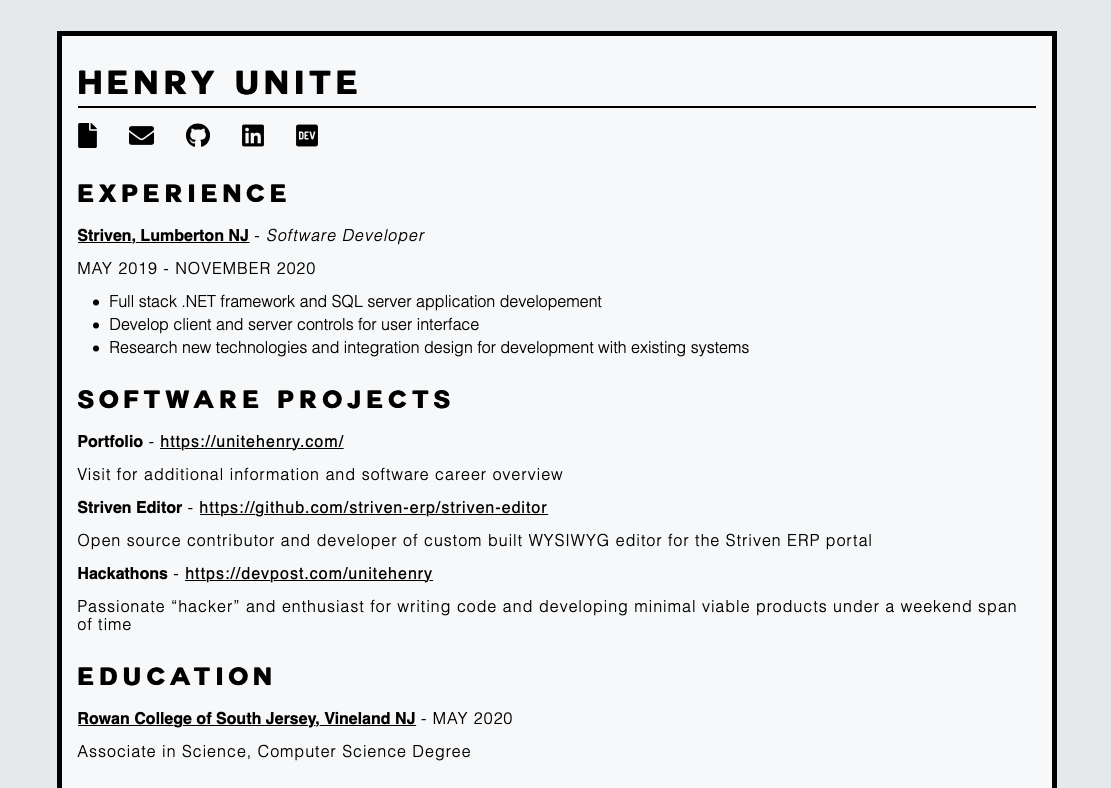 HENRY UNITE
DEV
EXPERIENCE
Striven, Lumberton NJ - Software Developer
MAY 2019 - NOVEMBER 2020
• Full stack .NET framework and SQL server application developement
• Develop client and server controls for user interface
• Research new technologies and integration design for development with existing systems
SOFTWARE PROJECTS
Portfolio - https://unitehenry.com/
Visit for additional information and software career overview
Striven Editor - https://github.com/striven-erp/striven-editor
Open source contributor and developer of custom built WYSIWYG editor for the Striven ERP portal
Hackathons - https://devpost.com/unitehenry
Passionate “hacker” and enthusiast for writing code and developing minimal viable products under a weekend span
of time
EDUCATION
Rowan College of South Jersey, Vineland NJ - MAY 2020
Associate in Science, Computer Science Degree